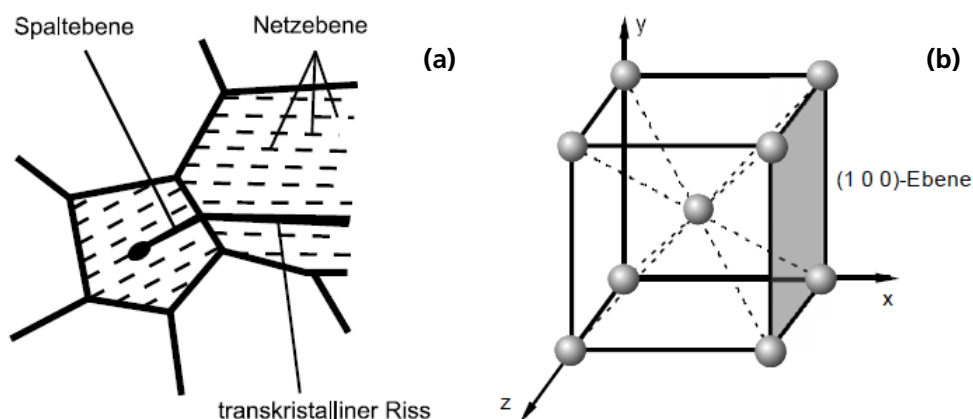 Spaltebene
Netzebene
(a)
transkristalliner Riss
y
(b)
(1 0 0)-Ebene
x
z